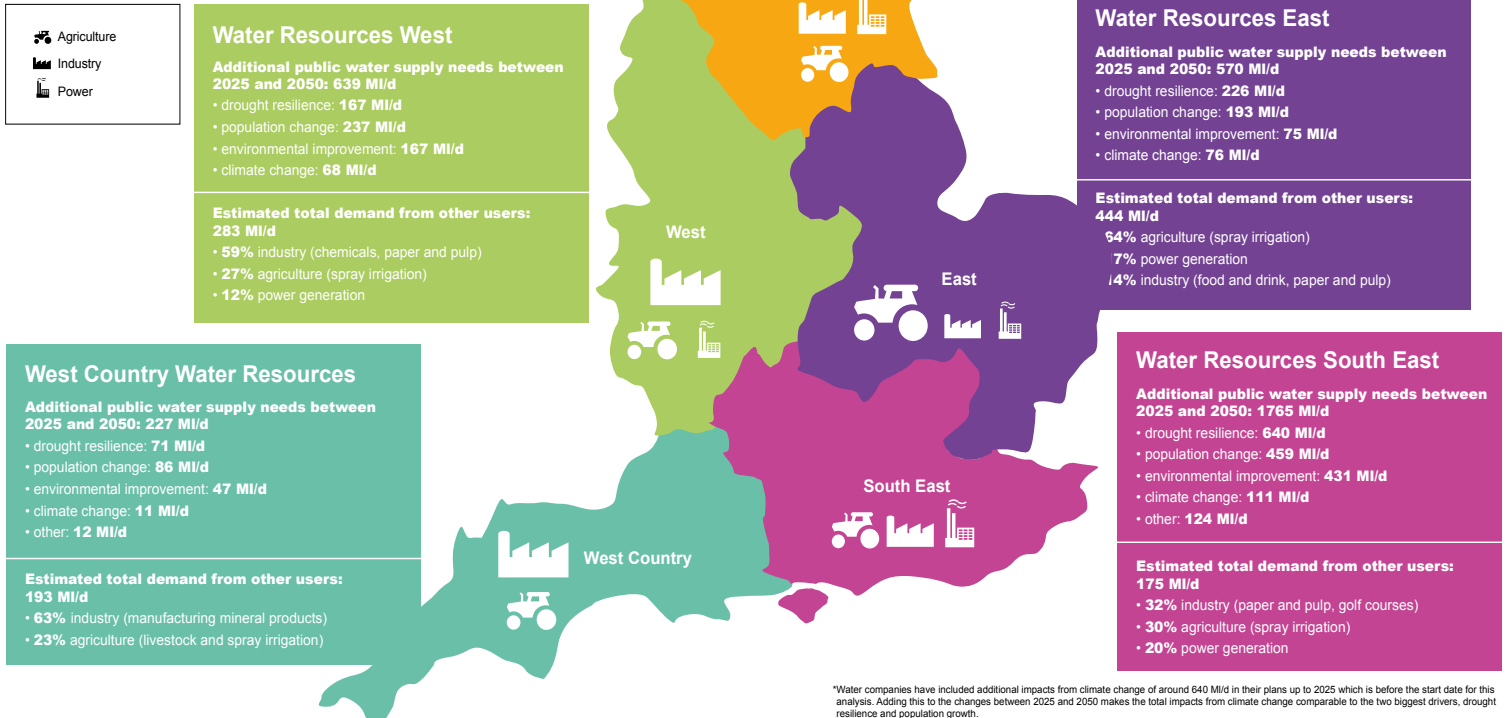 Agriculture
Industry
Power
Water Resources West
Additional public water supply needs between
2025 and 2050: 639 Ml/d
• drought resilience: 167 Ml/d
• population change: 237 Ml/d
• environmental improvement: 167 Ml/d
• climate change: 68 Ml/d
Estimated total demand from other users:
283 Ml/d
• 59% industry (chemicals, paper and pulp)
• 27% agriculture (spray irrigation)
• 12% power generation
Water Resources East
Additional public water supply needs between
2025 and 2050: 570 Ml/d
• drought resilience: 226 Ml/d
• population change: 193 Ml/d
• environmental improvement: 75 Ml/d
• climate change: 76 Ml/d
Estimated total demand from other users:
444 Ml/d
64% agriculture (spray irrigation)
7% power generation
14% industry (food and drink, paper and pulp)
West
East
South East
West Country
West Country Water Resources
Additional public water supply needs between
2025 and 2050: 227 Ml/d
• drought resilience: 71 Ml/d
• population change: 86 Ml/d
• environmental improvement: 47 Ml/d
• climate change: 11 Ml/d
• other: 12 Ml/d
Estimated total demand from other users:
193 Ml/d
• 63% industry (manufacturing mineral products)
• 23% agriculture (livestock and spray irrigation)
Water Resources South East
Additional public water supply needs between
2025 and 2050: 1765 Ml/d
• drought resilience: 640 Ml/d
• population change: 459 Ml/d
• environmental improvement: 431 Ml/d
• climate change: 111 Ml/d
• other: 124 Ml/d
Estimated total demand from other users:
175 Ml/d
• 32% industry (paper and pulp, golf courses)
• 30% agriculture (spray irrigation)
• 20% power generation
*Water companies have included additional impacts from climate change of around 640 Ml/d in their plans up to 2025 which is before the start date for this
analysis. Adding this to the changes between 2025 and 2050 makes the total impacts from climate change comparable to the two biggest drivers, drought
resilience and population growth.